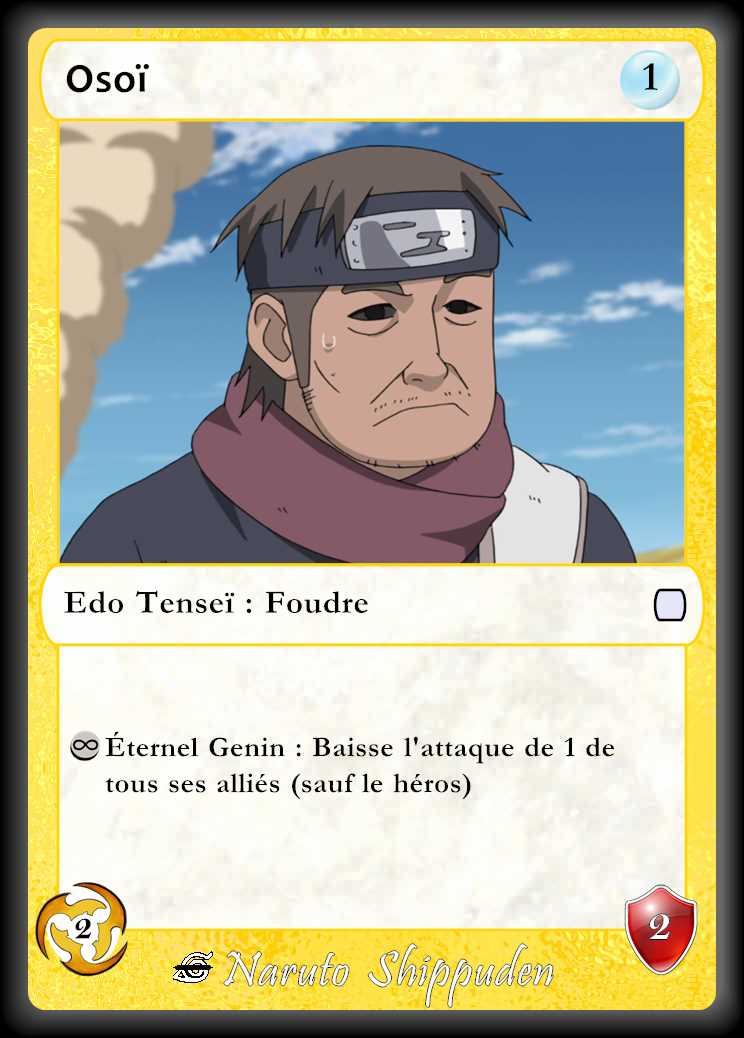 Osoï
1
Edo Tenseï : Foudre
Éternel Genin : Baisse l'attaque de 1 de
tous ses alliés (sauf le héros)
2
2
Naruto Shippuden